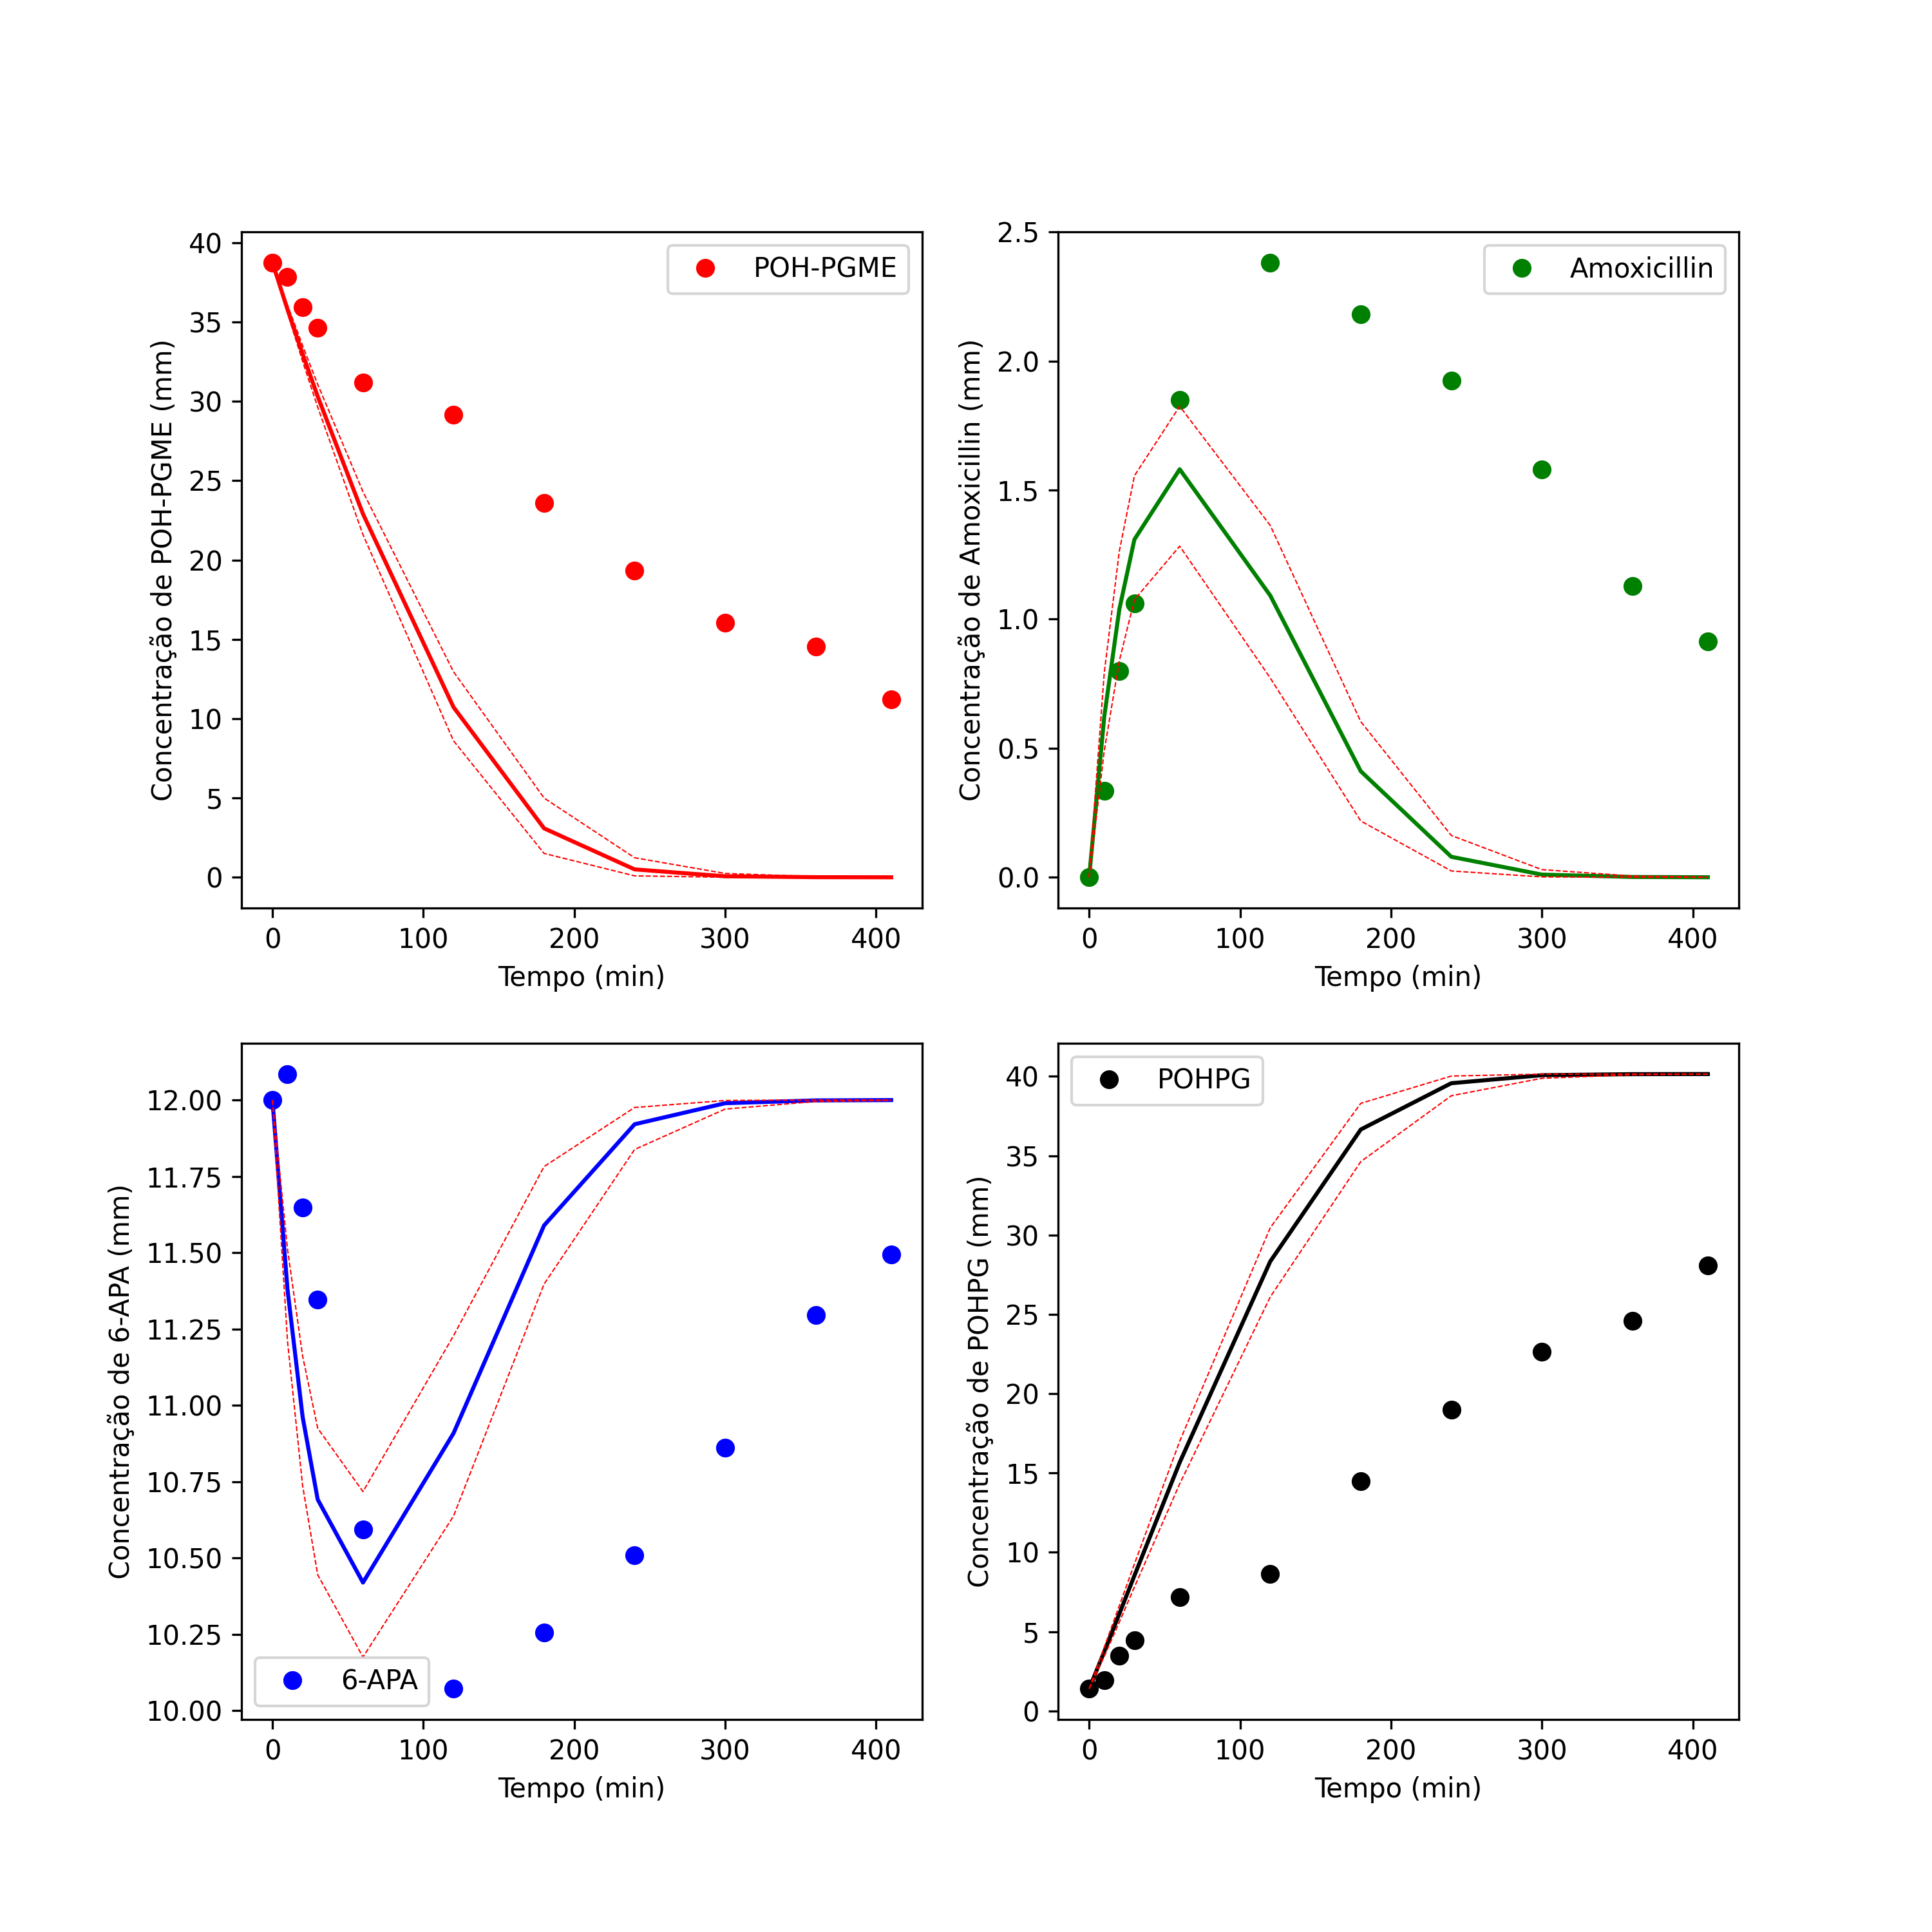 40
35
30
25
20
15
10
5
0
Concentração de POH-PGME (mm)
POH-PGME
0 100 200 300 400
Tempo (min)
2.5
2.0
1.5
1.0
0.5
0.0
Concentração de Amoxicillin (mm)
Amoxicillin
0 100 200 300 400
Tempo (min)
12.00
11.75
11.50
11.25
11.00
10.75
10.50
10.25
10.00
Concentração de 6-APA (mm)
6-APA
0 100 200 300 400
Tempo (min)
40
35
30
25
20
15
10
5
0
Concentração de POHPG (mm)
POHPG
0 100 200 300 400
Tempo (min)